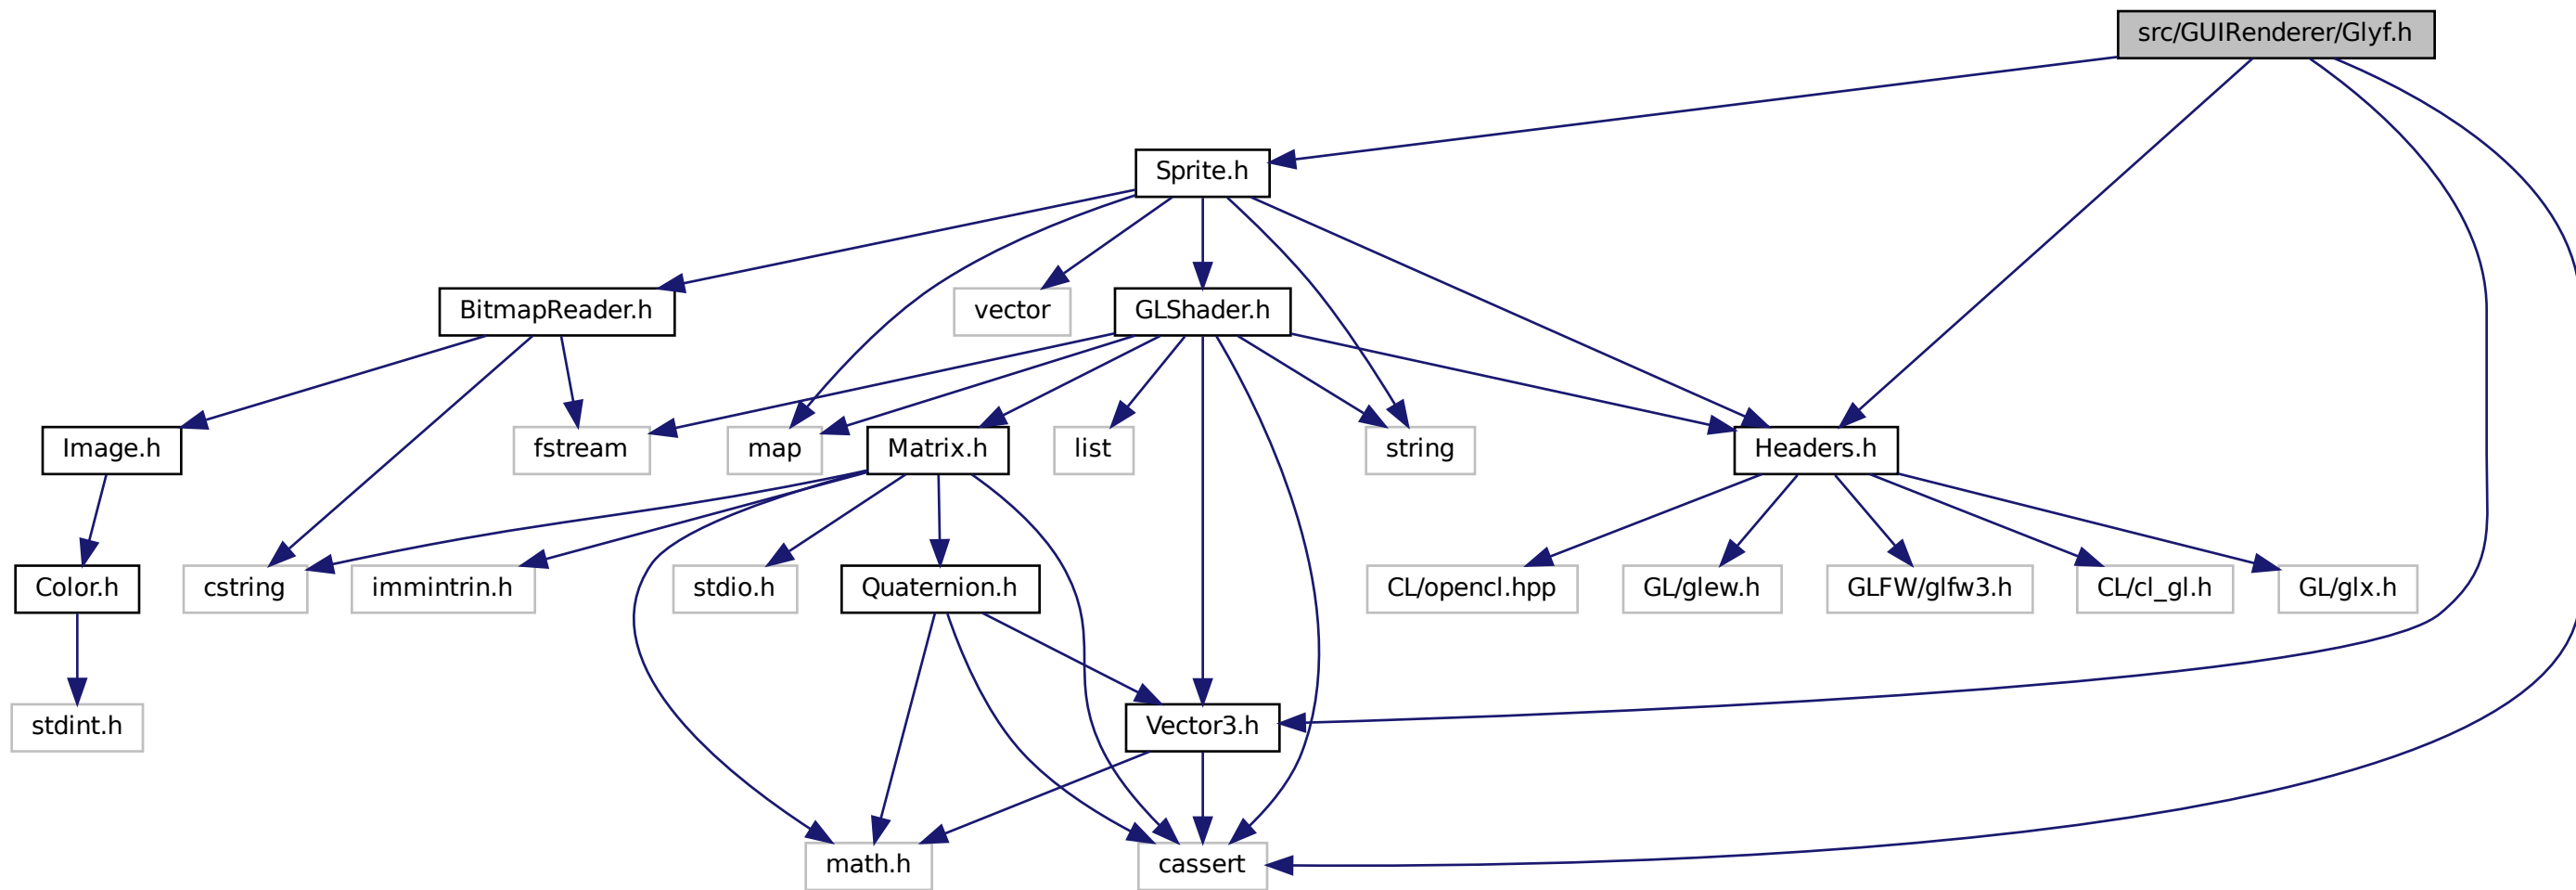 src/GUIRenderer/Glyf.h
Sprite.h
BitmapReader.h
vector
GLShader.h
Image.h
fstream
map
Matrix.h
list
string
Headers.h
Color.h
cstring
immintrin.h
stdio.h
Quaternion.h
CL/opencl.hpp
GL/glew.h
GLFW/glfw3.h
CL/cl_gl.h
GL/glx.h
stdint.h
Vector3.h
math.h
cassert